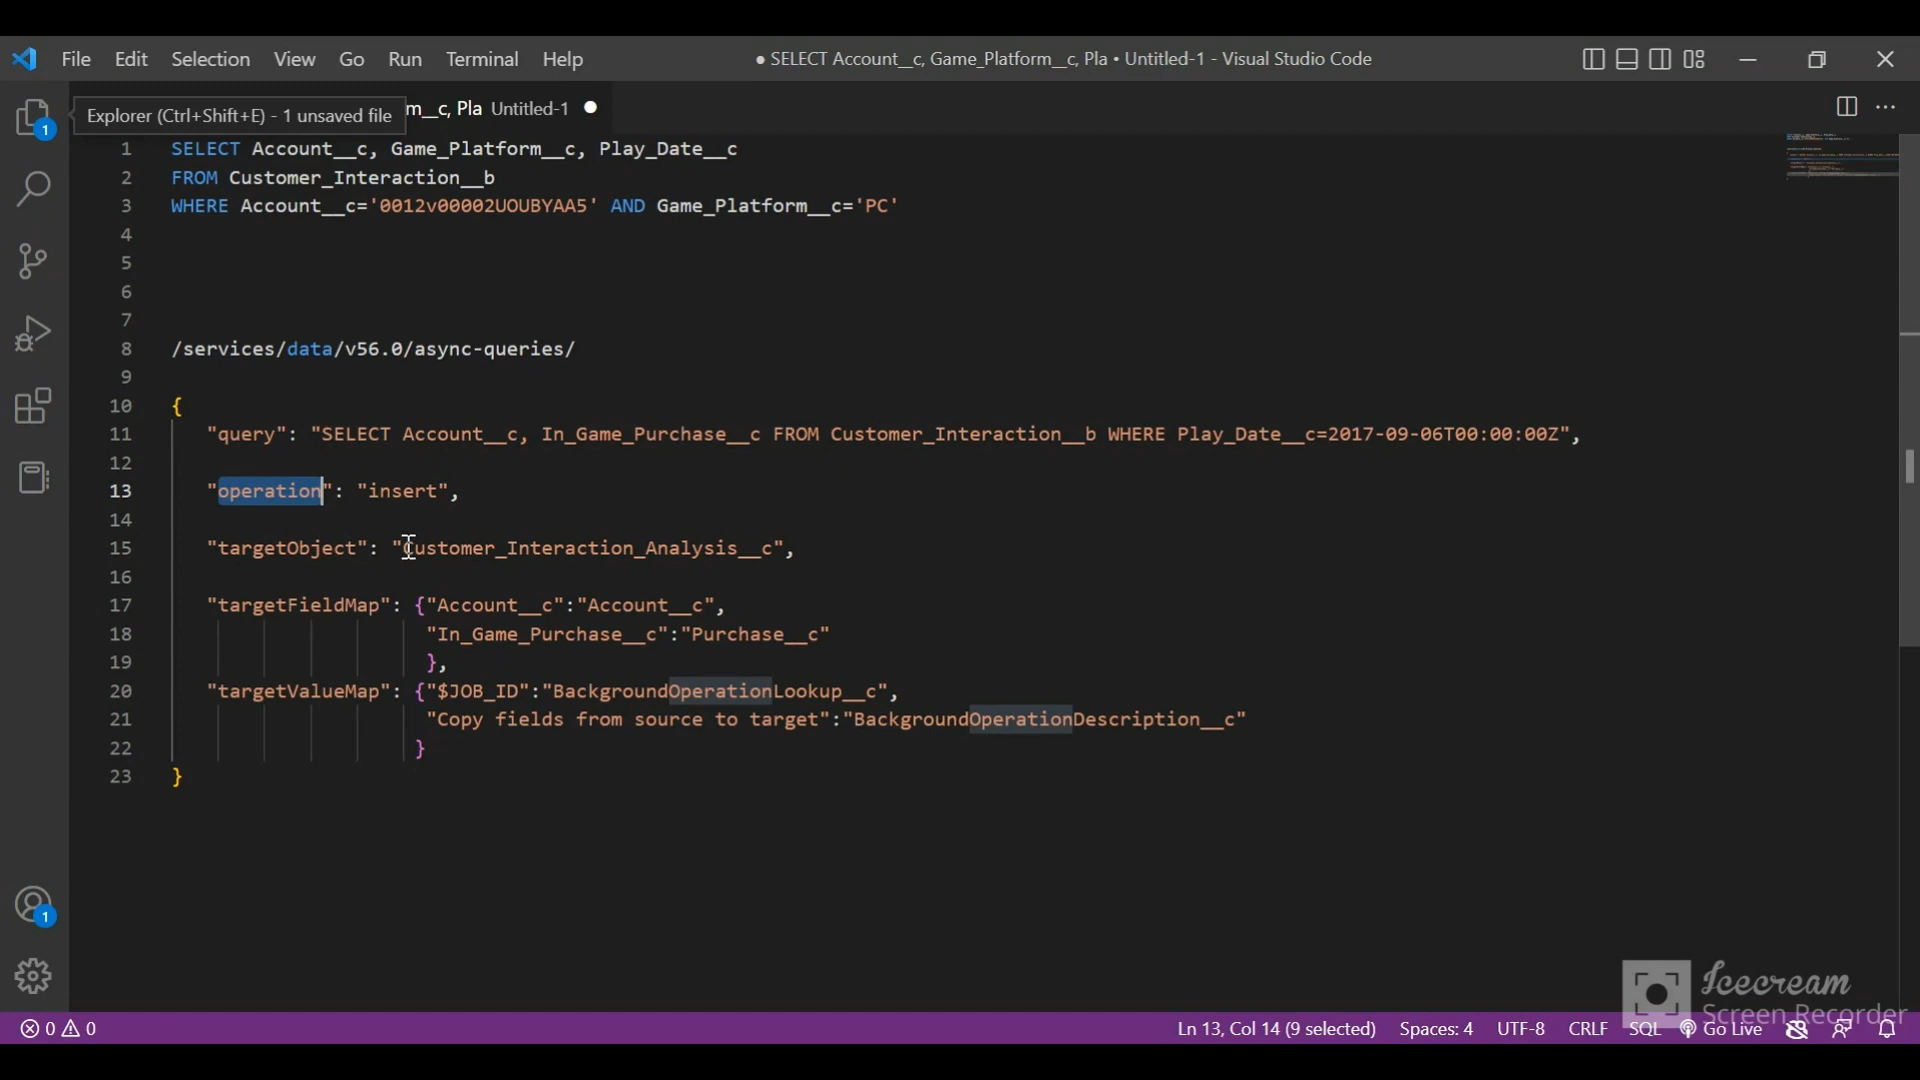 File Edit Selection View Go Run Terminal Help
● SELECT Account__c, Game_Platform__c, Pla • Untitled-1 - Visual Studio Code
Explorer (Ctrl+Shift+E) - 1 unsaved file
m__c, Pla Untitled-1 ●
1 SELECT Account__c, Game_Platform__c, Play_Date__c
2 FROM Customer_Interaction__b
3 WHERE Account__c='0012v00002UOUBYAA5' AND Game_Platform__c='PC'
4
5
6
7
8 /services/data/v56.0/async-queries/
9
10 {
11 "query": "SELECT Account__c, In_Game_Purchase__c FROM Customer_Interaction__b WHERE Play_Date__c=2017-09-06T00:00:00Z",
12
13 "operation": "insert",
14
15 "targetObject": "Customer_Interaction_Analysis__c",
16
17 "targetFieldMap": {"Account__c":"Account__c",
18 "In_Game_Purchase__c":"Purchase__c"
19 },
20 "targetValueMap": {"$JOB_ID":"BackgroundOperationLookup__c",
21 "Copy fields from source to target":"BackgroundOperationDescription__c"
22 }
23 }
1
1
Icecream
Screen Recorder
0 0
Ln 13, Col 14 (9 selected) Spaces: 4 UTF-8 CRLF SQL Go Live